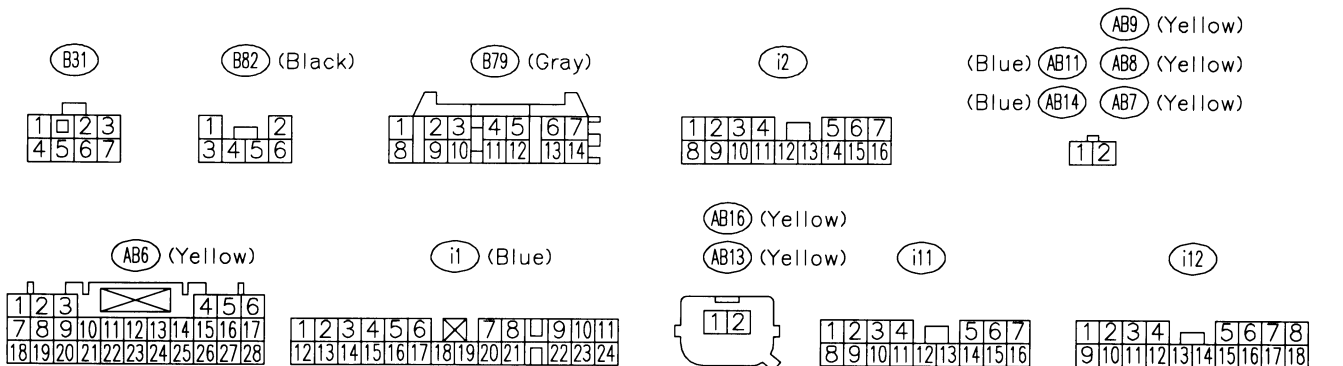 AB9 (Yellow)
B31 B82 (Black) B79 (Gray) i2 (Blue) AB11 AB8 (Yellow)
(Blue) AB14 AB7 (Yellow)
1 2 3 1 2 1 2 3 4 5 6 7 1 2 3 4 5 6 7
4 5 6 7 3 4 5 6 8 9 10 11 12 13 14 8 9 10 11 12 13 14 15 16 1 2
AB16 (Yellow)
AB6 (Yellow) i1 (Blue) AB13 (Yellow) i11 i12
1 2 3 4 5 6
7 8 9 10 11 12 13 14 15 16 17 1 2 3 4 5 6 7 8 9 10 11 1 2 1 2 3 4 5 6 7 1 2 3 4 5 6 7 8
18 19 20 21 22 23 24 25 26 27 28 12 13 14 15 16 17 18 19 20 21 22 23 24 8 9 10 11 12 13 14 15 16 9 10 11 12 13 14 15 16 17 18